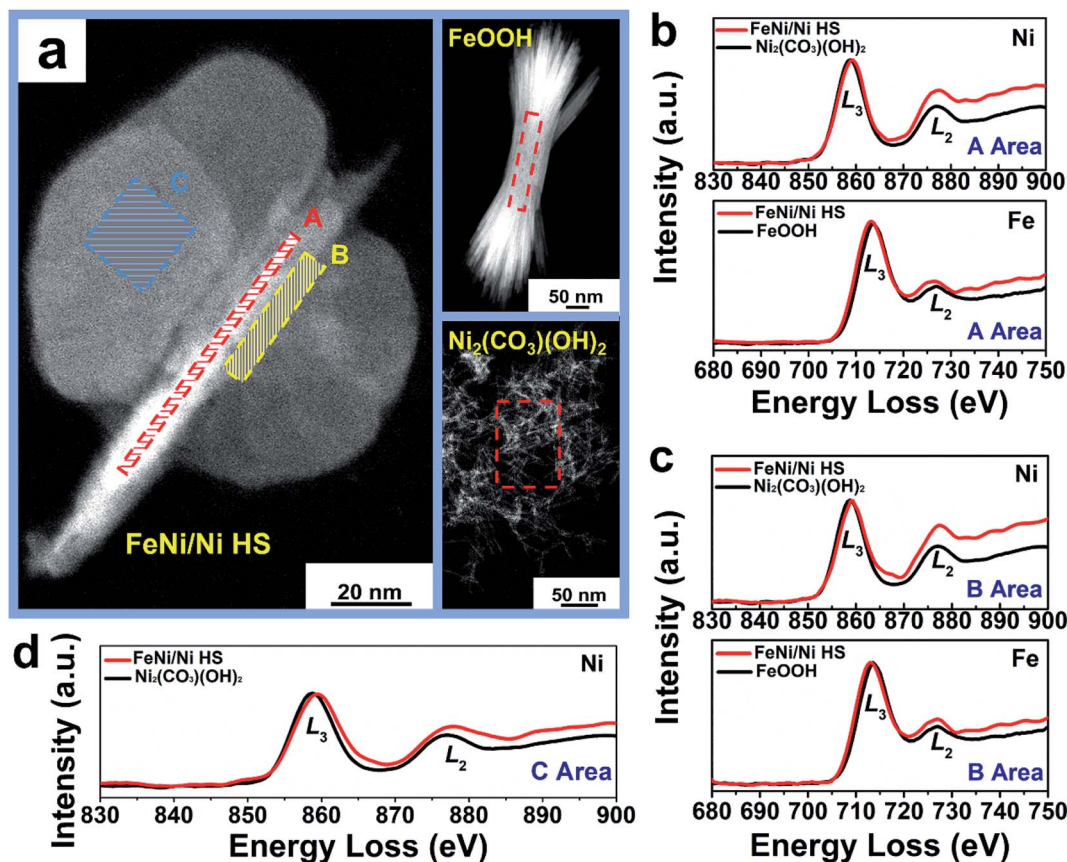 a
FeOOH
C
A
B
FeNi/Ni HS
20 nm
50 nm
Ni₂(CO₃)(OH)₂
50 nm
b
FeNi/Ni HS
Ni₂(CO₃)(OH)₂
Ni
L₃
L₂
A Area
830 840 850 860 870 880 890 900
FeNi/Ni HS
FeOOH
Fe
L₃
L₂
A Area
680 690 700 710 720 730 740 750
Energy Loss (eV)
Intensity (a.u.)
c
FeNi/Ni HS
Ni₂(CO₃)(OH)₂
Ni
L₃
L₂
B Area
830 840 850 860 870 880 890 900
FeNi/Ni HS
FeOOH
Fe
L₃
L₂
B Area
680 690 700 710 720 730 740 750
Energy Loss (eV)
Intensity (a.u.)
d
FeNi/Ni HS
Ni₂(CO₃)(OH)₂
Ni
L₃
L₂
C Area
830 840 850 860 870 880 890 900
Energy Loss (eV)
Intensity (a.u.)